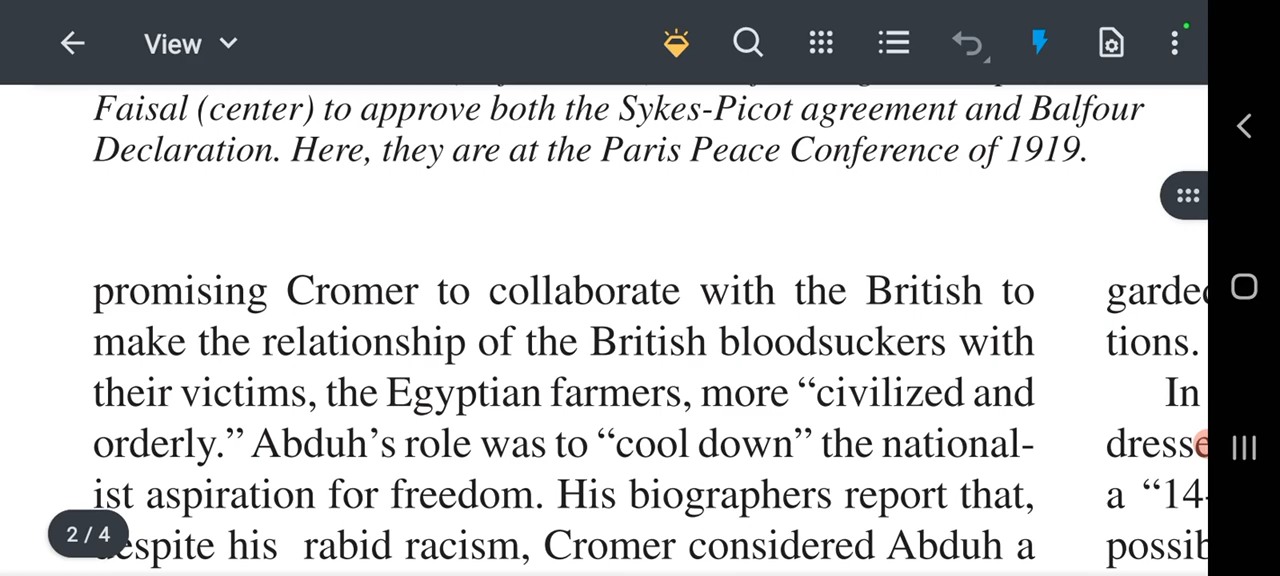 View
Faisal (center) to approve both the Sykes-Picot agreement and Balfour
Declaration. Here, they are at the Paris Peace Conference of 1919.
promising Cromer to collaborate with the British to
make the relationship of the British bloodsuckers with
their victims, the Egyptian farmers, more “civilized and
orderly.” Abduh’s role was to “cool down” the national-
ist aspiration for freedom. His biographers report that,
despite his rabid racism, Cromer considered Abduh a
2 / 4
tions.
In
a “14-